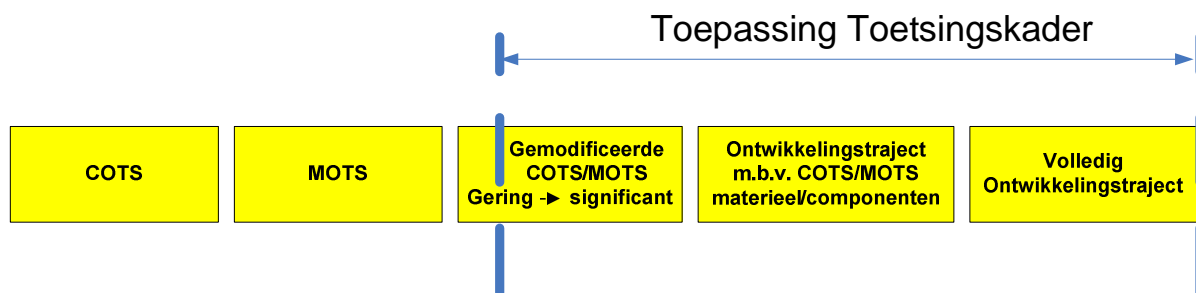 Toepassing Toetsingskader
COTS
MOTS
Gemodificeerde
COTS/MOTS
Gering -► significant
Ontwikkelingstraject
m.b.v. COTS/MOTS
materieel/componenten
Volledig
Ontwikkelingstraject